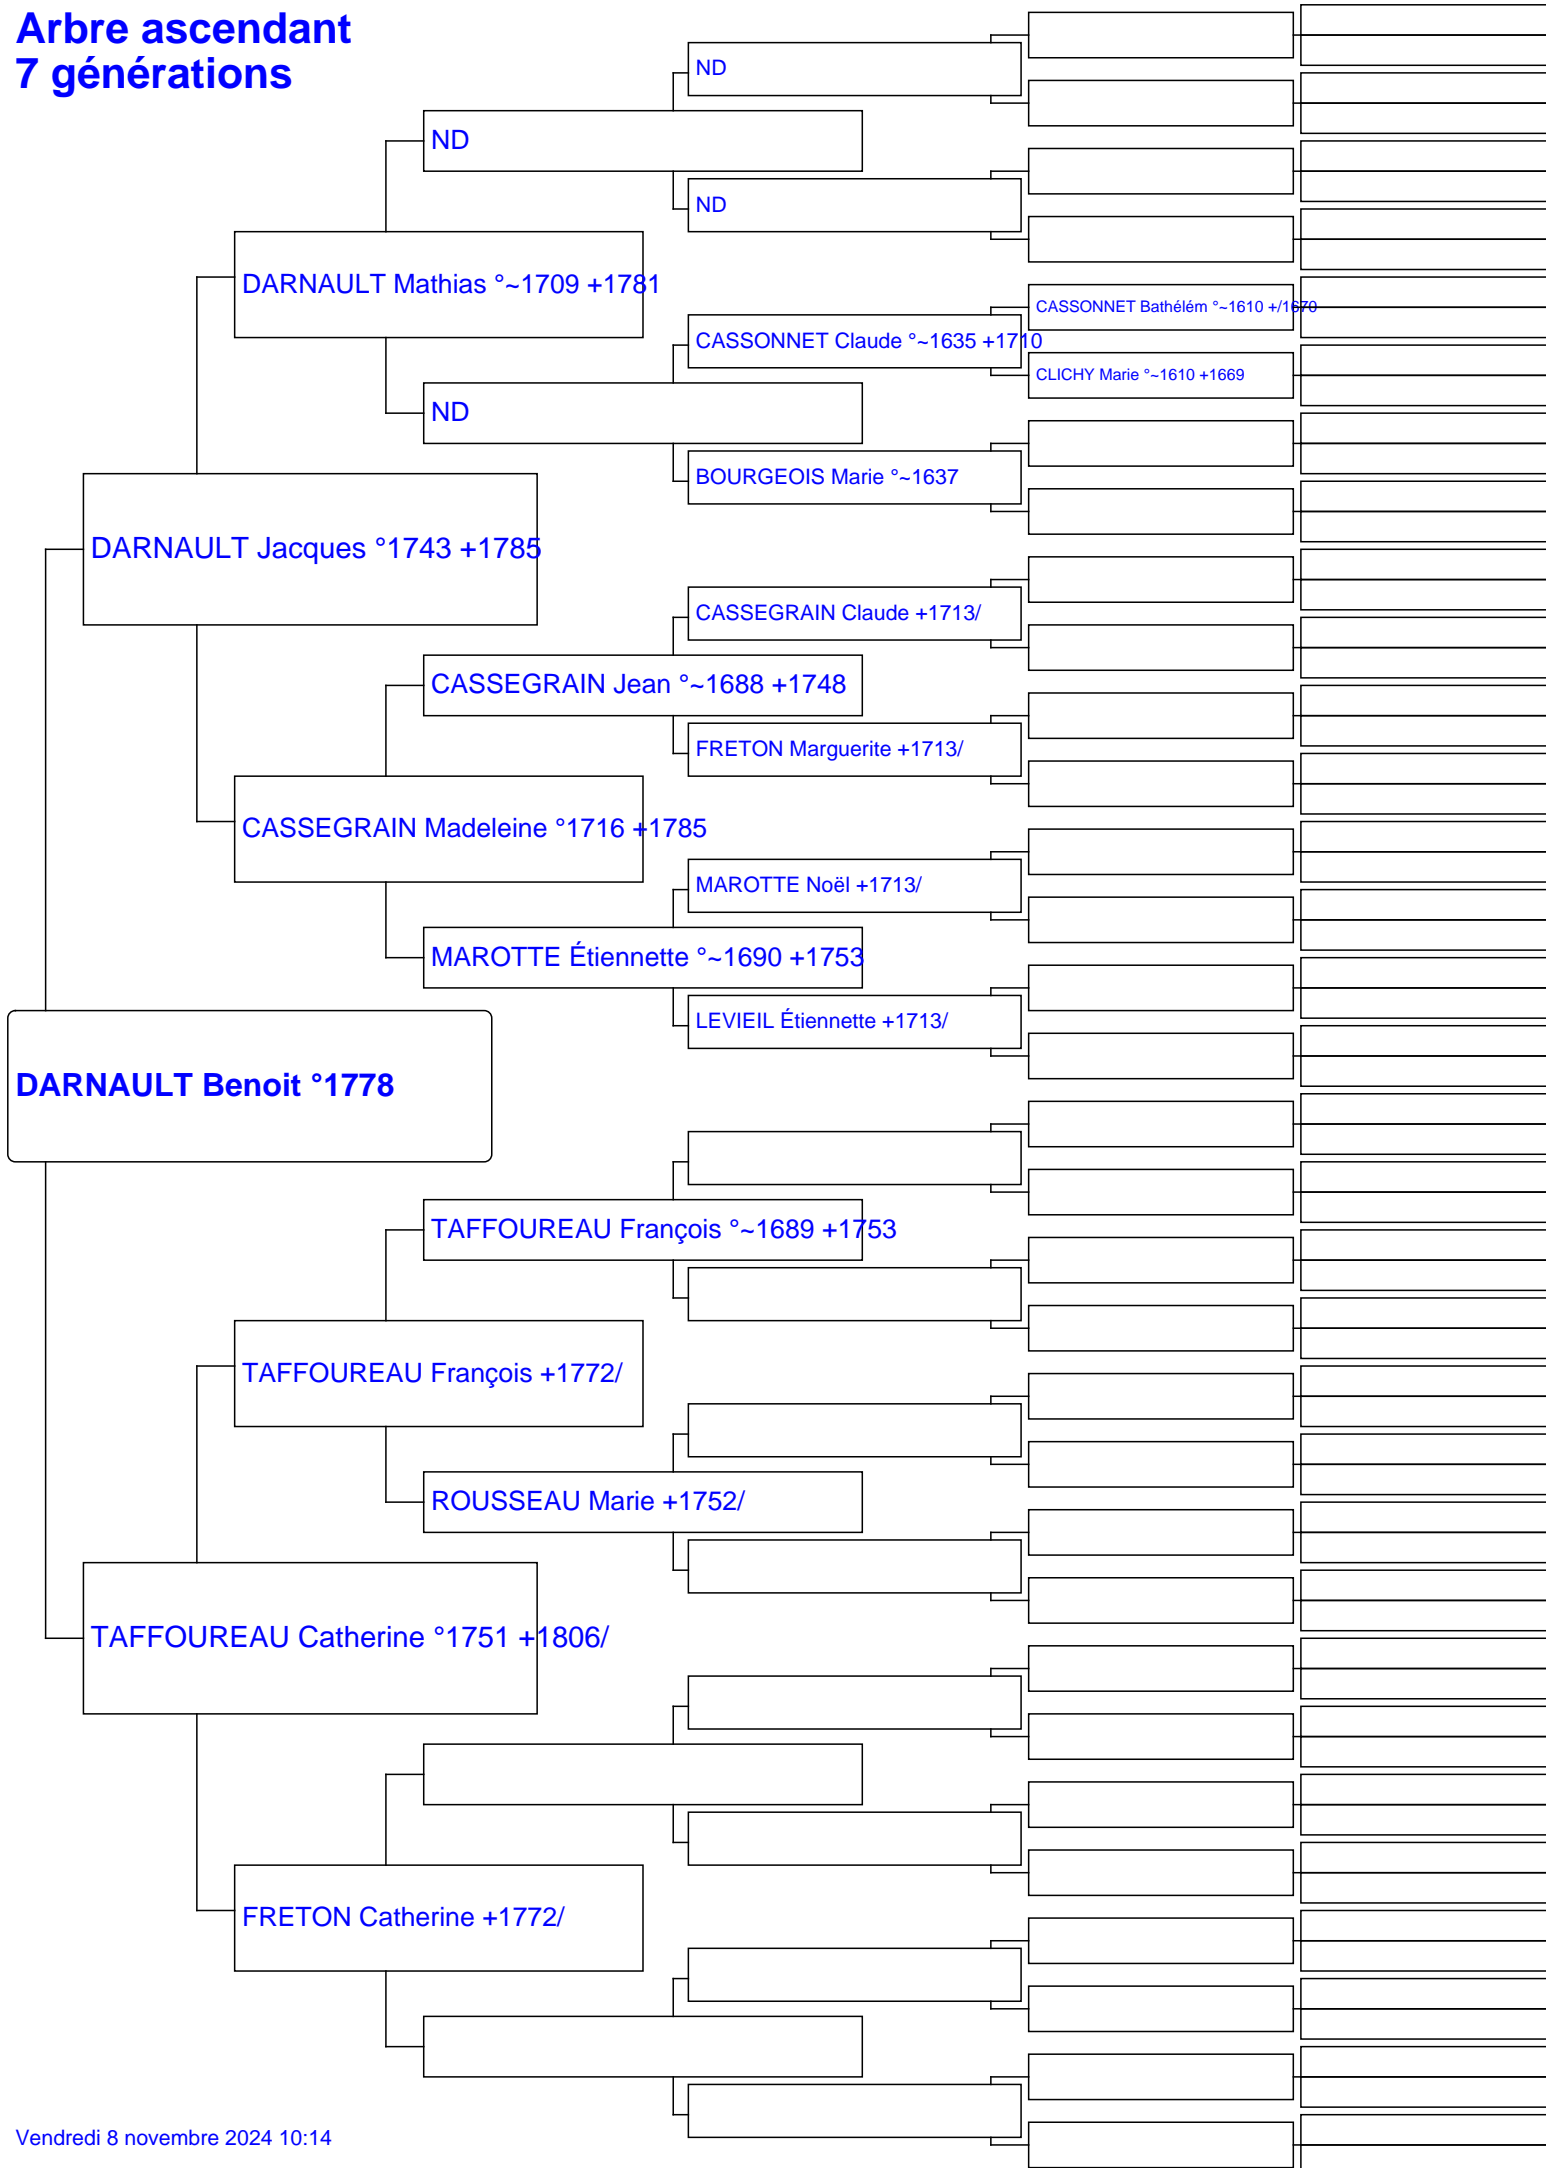 Arbre ascendant
7 générations
ND
ND
ND
DARNAULT Mathias °~1709 +1781
CASSONNET Bathélém °~1610 +/1670
CASSONNET Claude °~1635 +1710
CLICHY Marie °~1610 +1669
ND
BOURGEOIS Marie °~1637
DARNAULT Jacques °1743 +1785
CASSEGRAIN Claude +1713/
CASSEGRAIN Jean °~1688 +1748
FRETON Marguerite +1713/
CASSEGRAIN Madeleine °1716 +1785
MAROTTE Noël +1713/
MAROTTE Étiennette °~1690 +1753
LEVIEIL Étiennette +1713/
DARNAULT Benoit °1778
TAFFOUREAU François °~1689 +1753
TAFFOUREAU François +1772/
ROUSSEAU Marie +1752/
TAFFOUREAU Catherine °1751 +1806/
FRETON Catherine +1772/
Vendredi 8 novembre 2024 10:14